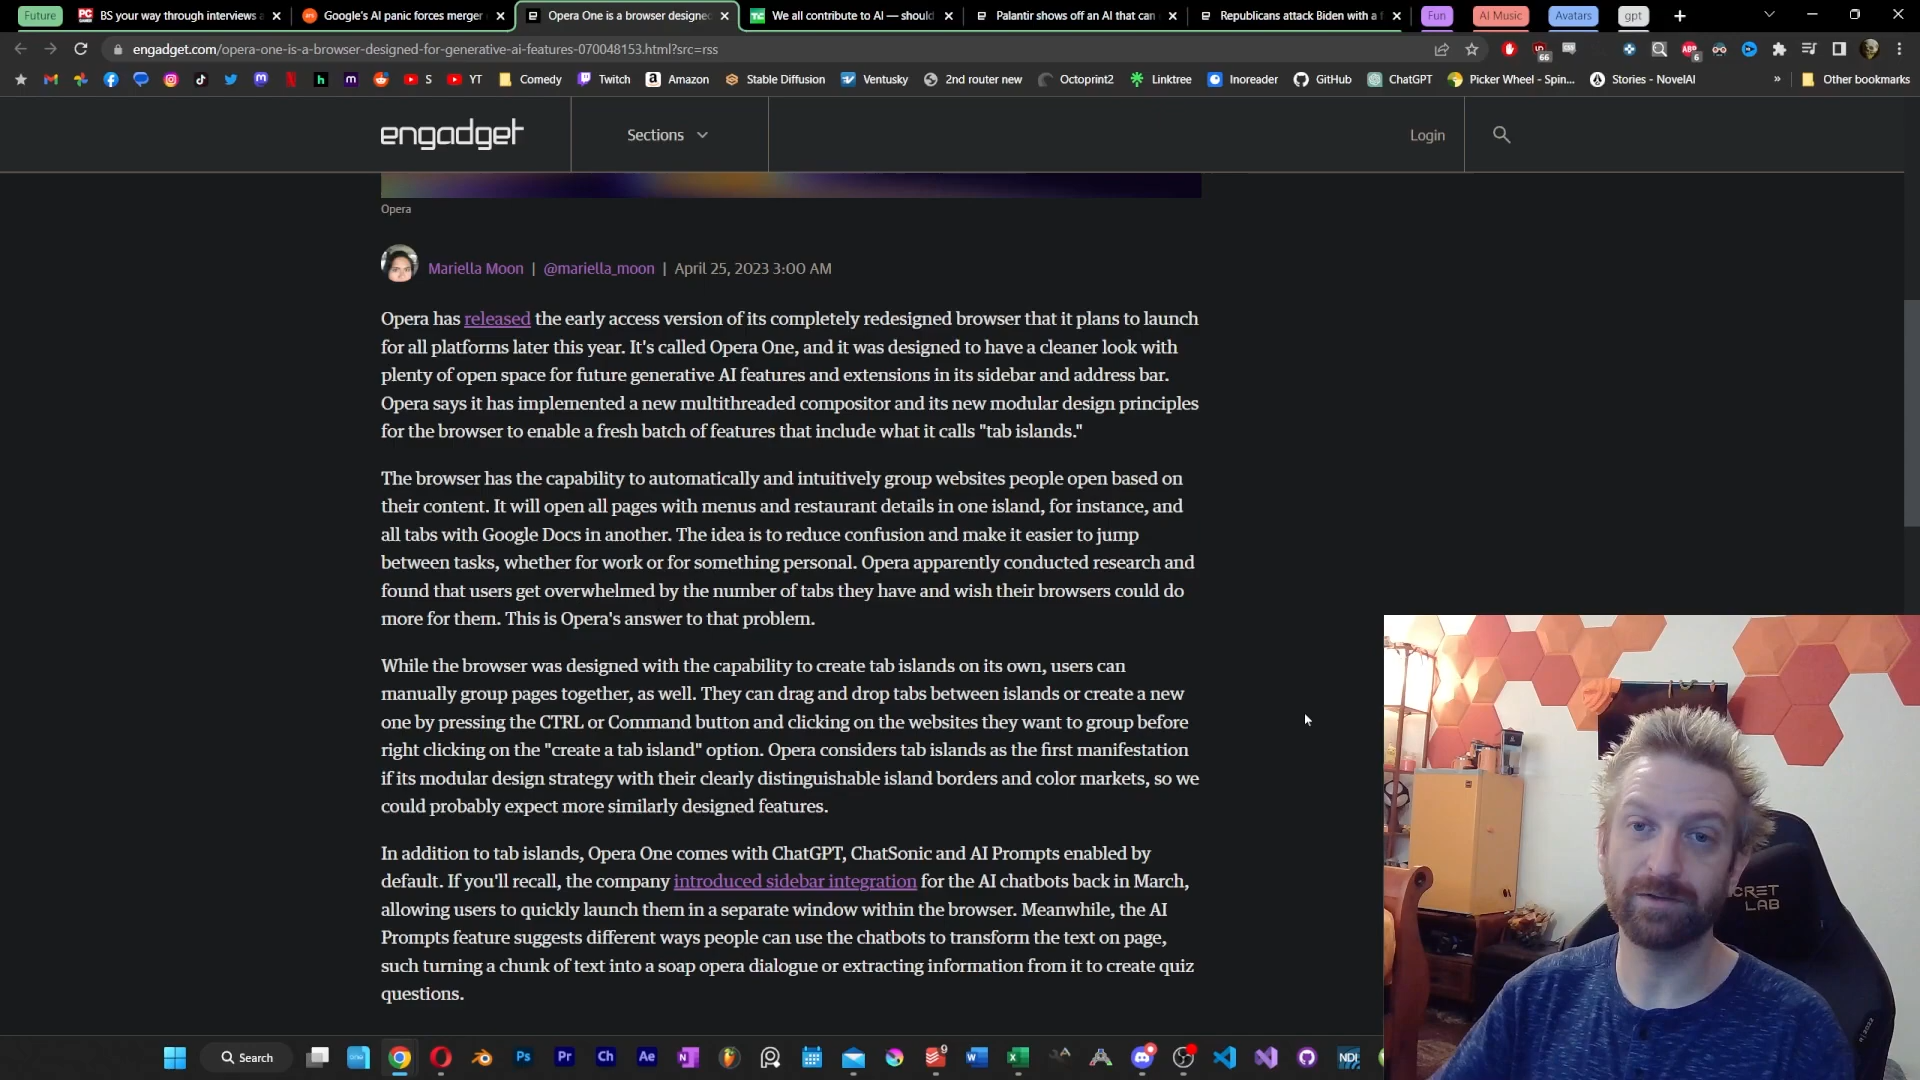 Future
BS your way through interviews a
Google's AI panic forces merger
Opera One is a browser designed
We all contribute to AI — should
Palantir shows off an AI that can
Republicans attack Biden with a f
Fun
AI Music
Avatars
gpt
engadget.com/opera-one-is-a-browser-designed-for-generative-ai-features-070048153.html?src=rss
S
YT
Comedy
Twitch
Amazon
Stable Diffusion
Ventusky
2nd router new
Octoprint2
Linktree
Inoreader
GitHub
ChatGPT
Picker Wheel - Spin...
Stories - NovelAI
»
Other bookmarks
engadget
Sections
Login
Opera
Mariella Moon | @mariella_moon | April 25, 2023 3:00 AM
Opera has released the early access version of its completely redesigned browser that it plans to launch
for all platforms later this year. It's called Opera One, and it was designed to have a cleaner look with
plenty of open space for future generative AI features and extensions in its sidebar and address bar.
Opera says it has implemented a new multithreaded compositor and its new modular design principles
for the browser to enable a fresh batch of features that include what it calls "tab islands."
The browser has the capability to automatically and intuitively group websites people open based on
their content. It will open all pages with menus and restaurant details in one island, for instance, and
all tabs with Google Docs in another. The idea is to reduce confusion and make it easier to jump
between tasks, whether for work or for something personal. Opera apparently conducted research and
found that users get overwhelmed by the number of tabs they have and wish their browsers could do
more for them. This is Opera's answer to that problem.
While the browser was designed with the capability to create tab islands on its own, users can
manually group pages together, as well. They can drag and drop tabs between islands or create a new
one by pressing the CTRL or Command button and clicking on the websites they want to group before
right clicking on the "create a tab island" option. Opera considers tab islands as the first manifestation
if its modular design strategy with their clearly distinguishable island borders and color markets, so we
could probably expect more similarly designed features.
In addition to tab islands, Opera One comes with ChatGPT, ChatSonic and AI Prompts enabled by
default. If you'll recall, the company introduced sidebar integration for the AI chatbots back in March,
allowing users to quickly launch them in a separate window within the browser. Meanwhile, the AI
Prompts feature suggests different ways people can use the chatbots to transform the text on page,
such turning a chunk of text into a soap opera dialogue or extracting information from it to create quiz
questions.
CRET
LAB
Search